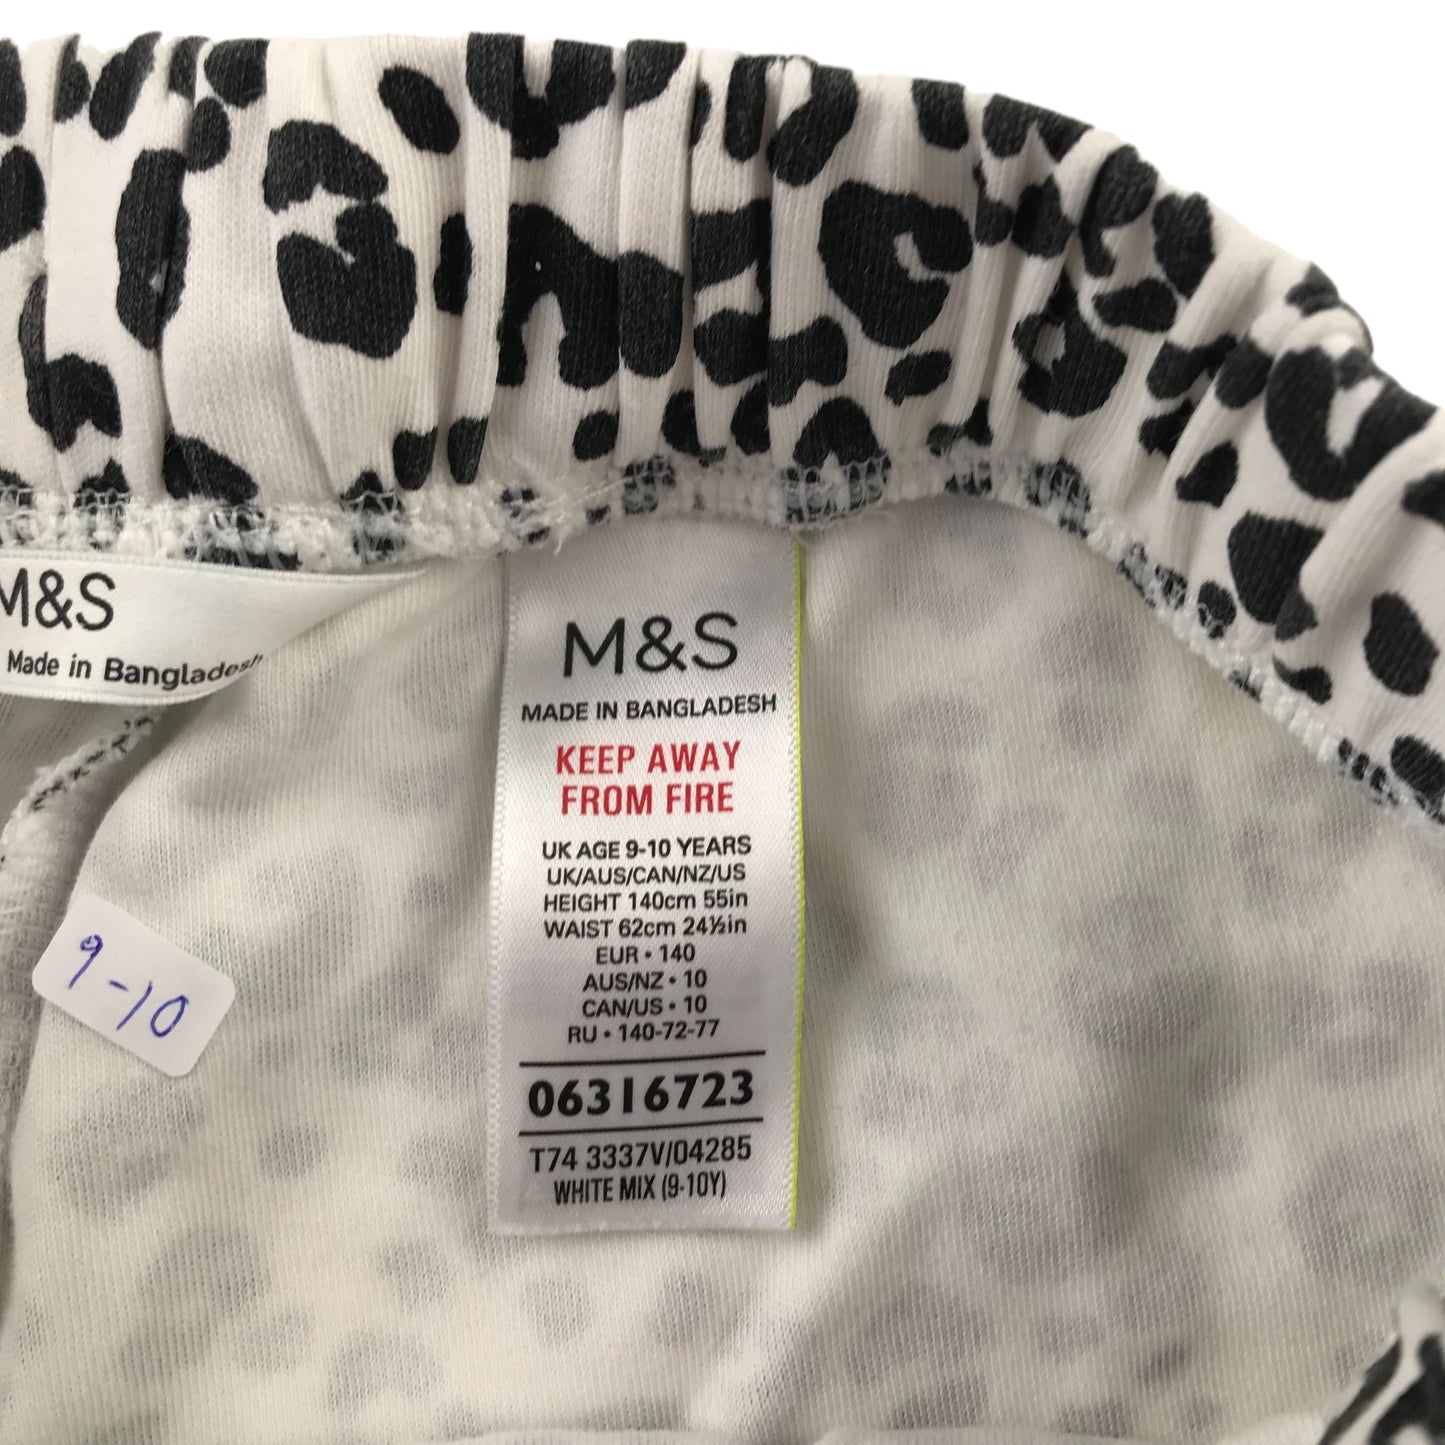 M&S
Made in Bangladesh
M&S
MADE IN BANGLADESH
KEEP AWAY
FROM FIRE
UK AGE 9-10 YEARS
UK/AUS/CAN/NZ/US
HEIGHT 140cm 55in
WAIST 62cm 24½in
EUR • 140
AUS/NZ • 10
CAN/US • 10
RU • 140-72-77
06316723
T74 3337V/04285
WHITE MIX (9-10Y)
9-10